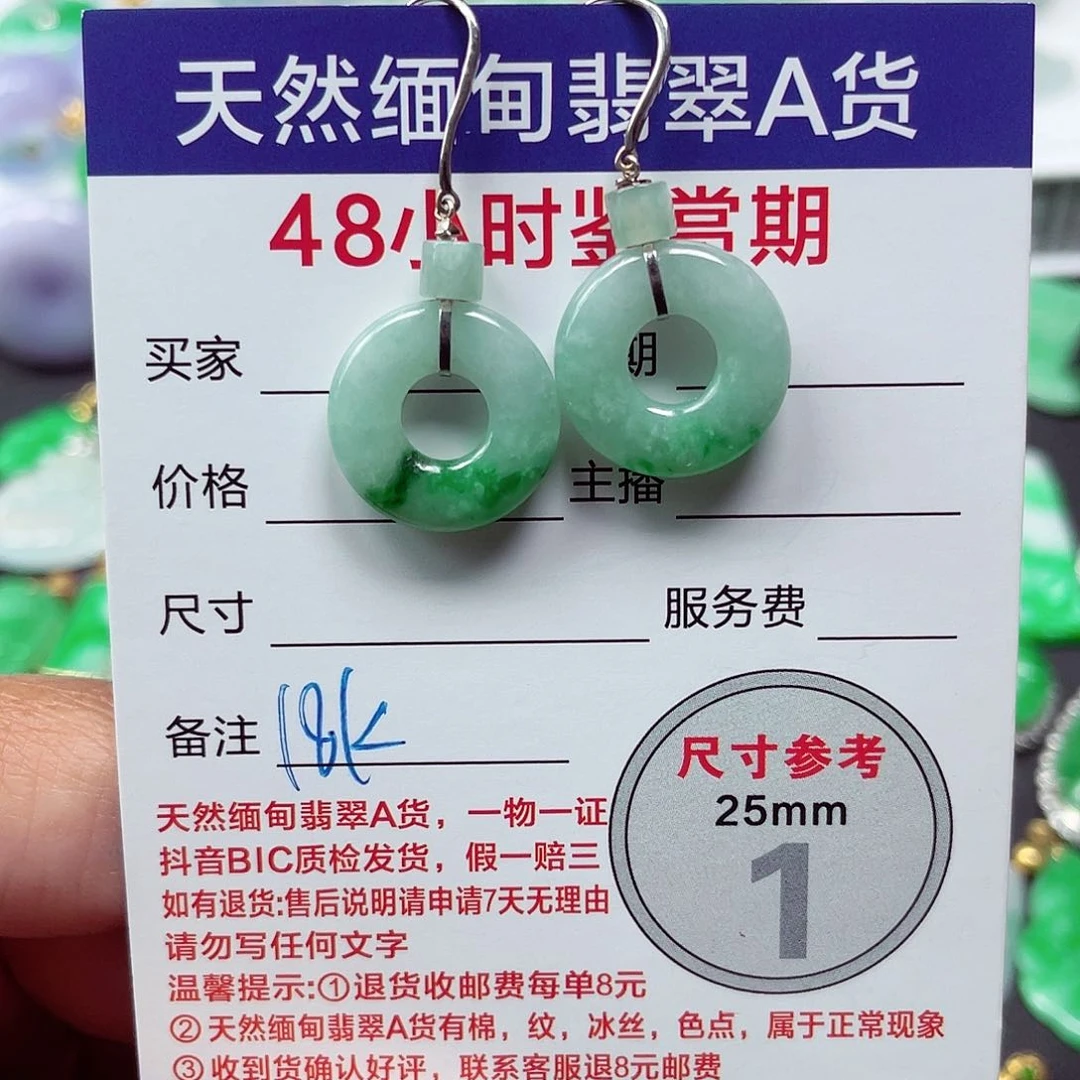 天然缅甸翡翠A货
48小时鉴赏期
买家
期
价格
主播
尺寸
服务费
备注 18k
尺寸参考
25mm
1
天然缅甸翡翠A货，一物一证
抖音BIC质检发货，假一赔三
如有退货:售后说明请申请7天无理由
请勿写任何文字
温馨提示:①退货收邮费每单8元
②天然缅甸翡翠A货有棉，纹，冰丝，色点，属于正常现象
③收到货确认好评，联系客服退8元邮费